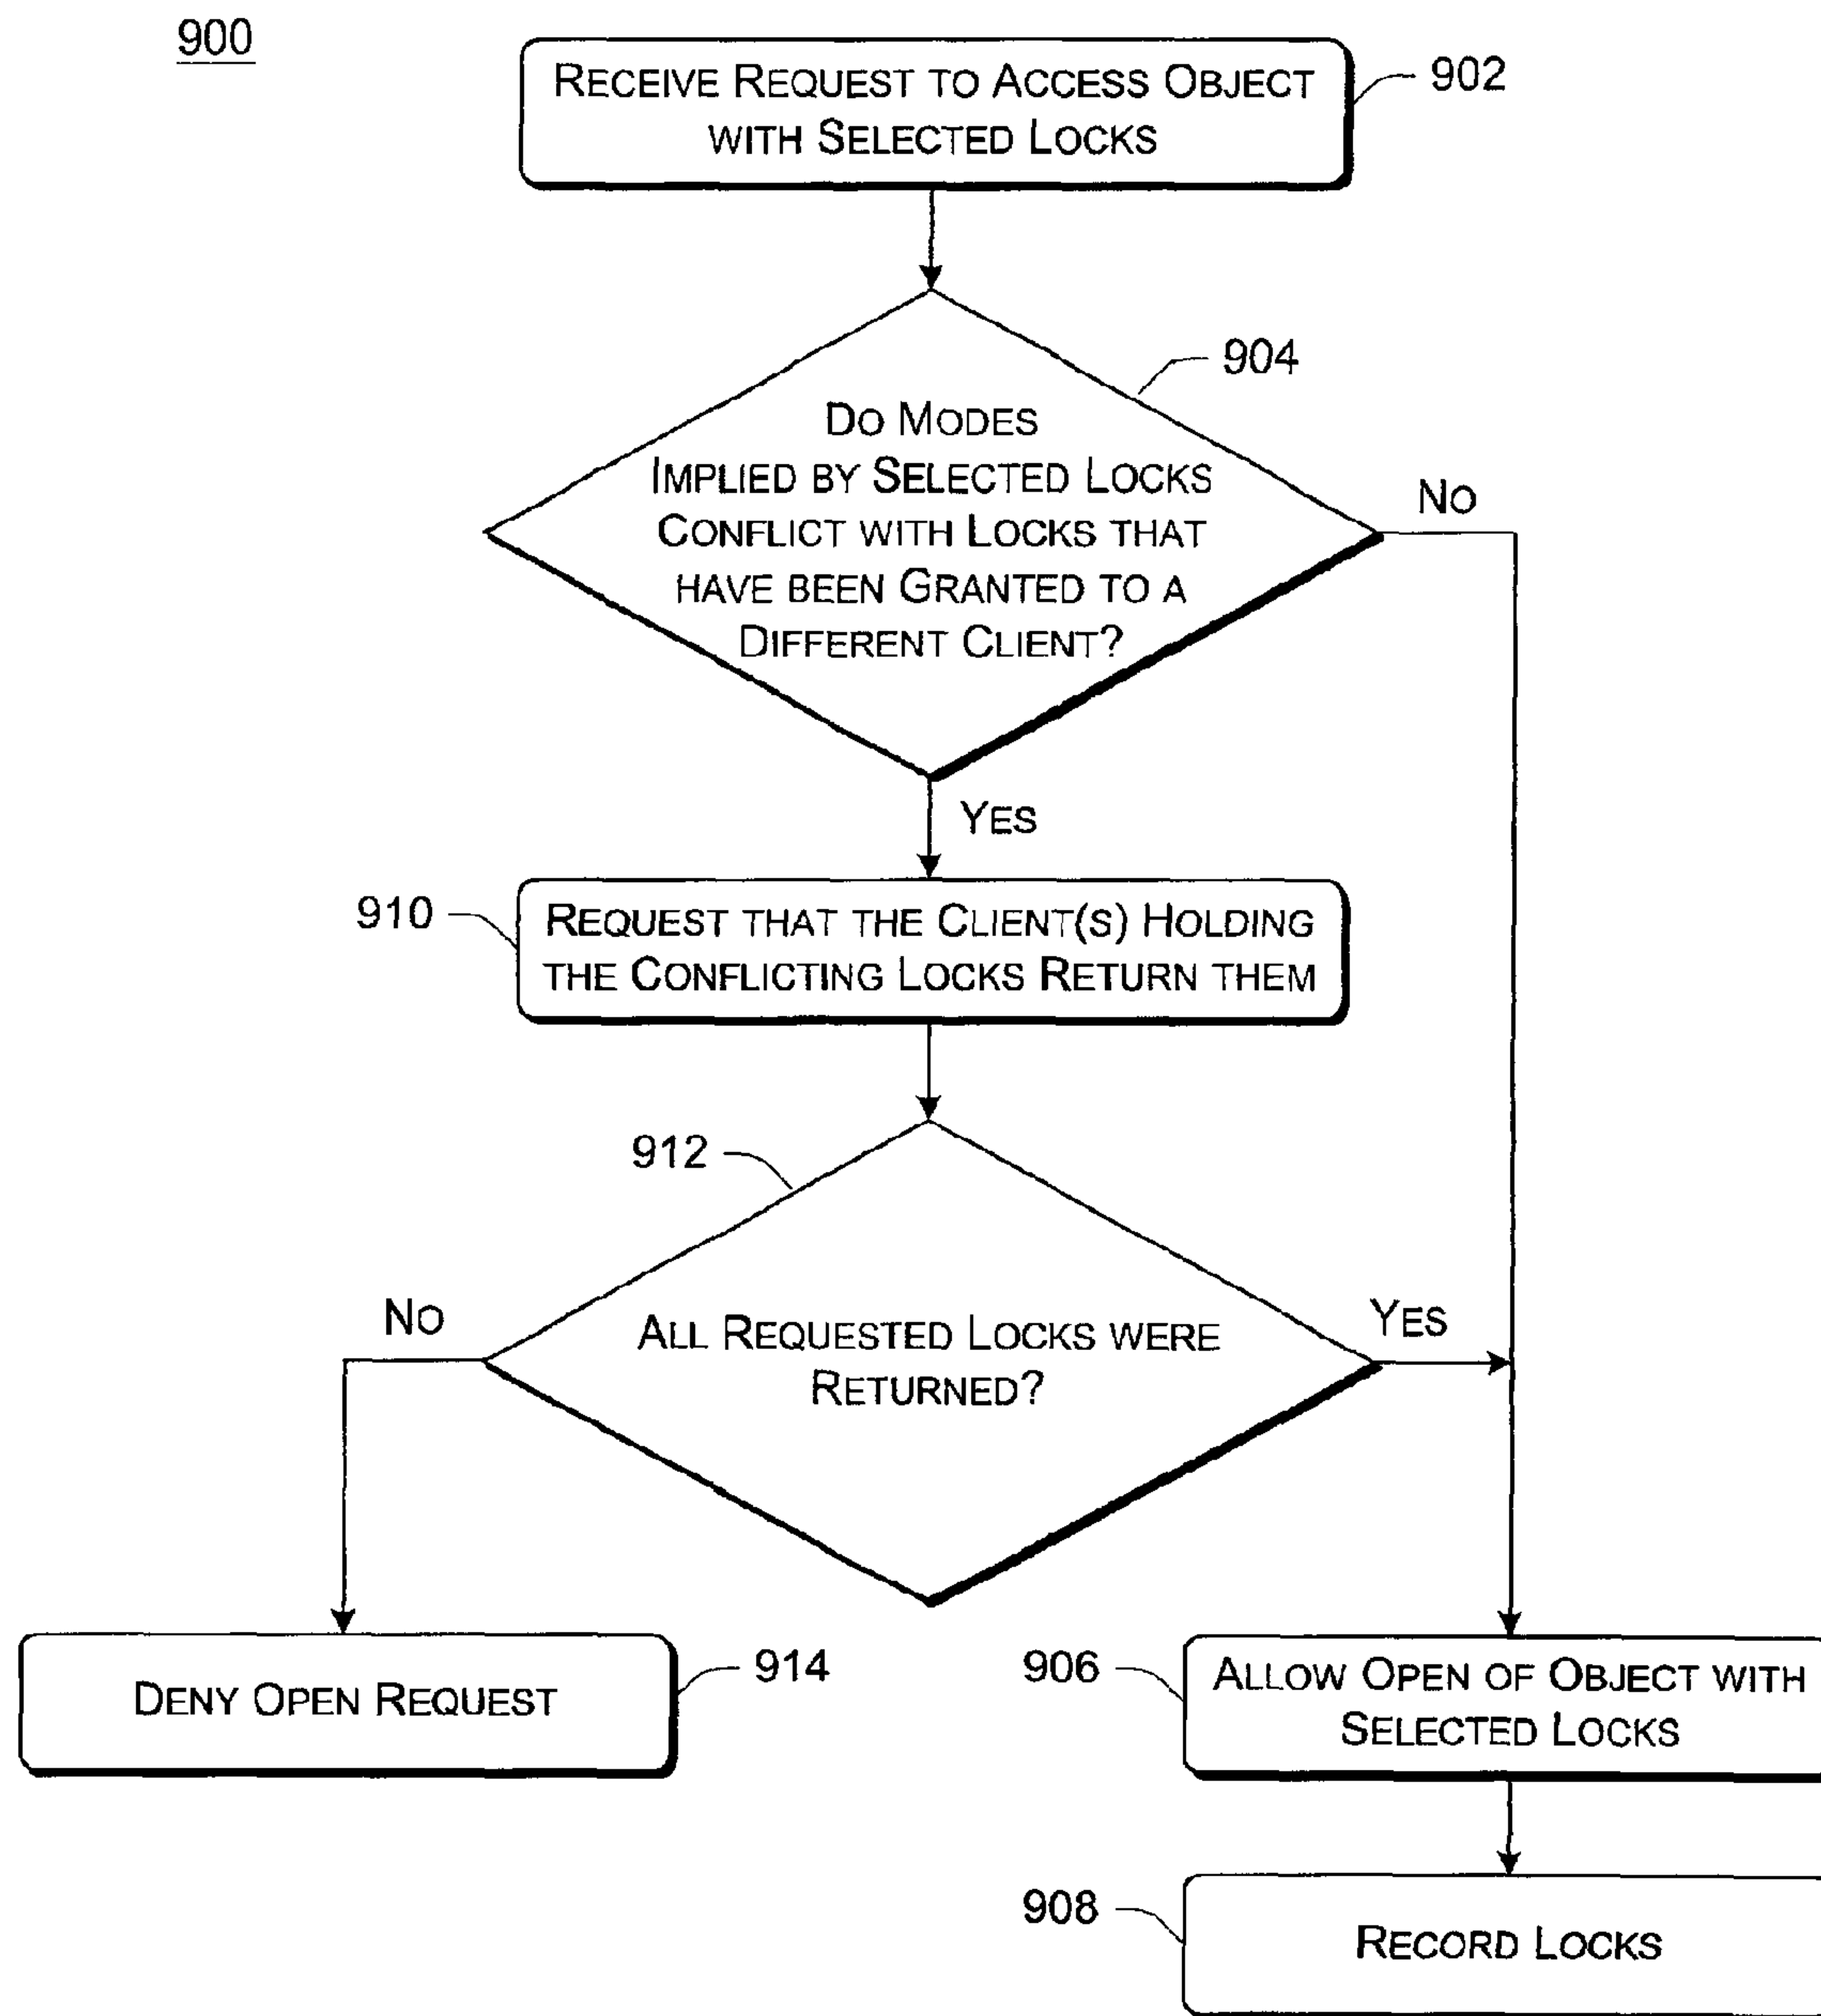 900
RECEIVE REQUEST TO ACCESS OBJECT
WITH SELECTED LOCKS
902
904
DO MODES
IMPLIED BY SELECTED LOCKS
CONFLICT WITH LOCKS THAT
HAVE BEEN GRANTED TO A
DIFFERENT CLIENT?
NO
YES
910
REQUEST THAT THE CLIENT(S) HOLDING
THE CONFLICTING LOCKS RETURN THEM
912
NO
ALL REQUESTED LOCKS WERE
RETURNED?
YES
DENY OPEN REQUEST
914
906
ALLOW OPEN OF OBJECT WITH
SELECTED LOCKS
908
RECORD LOCKS